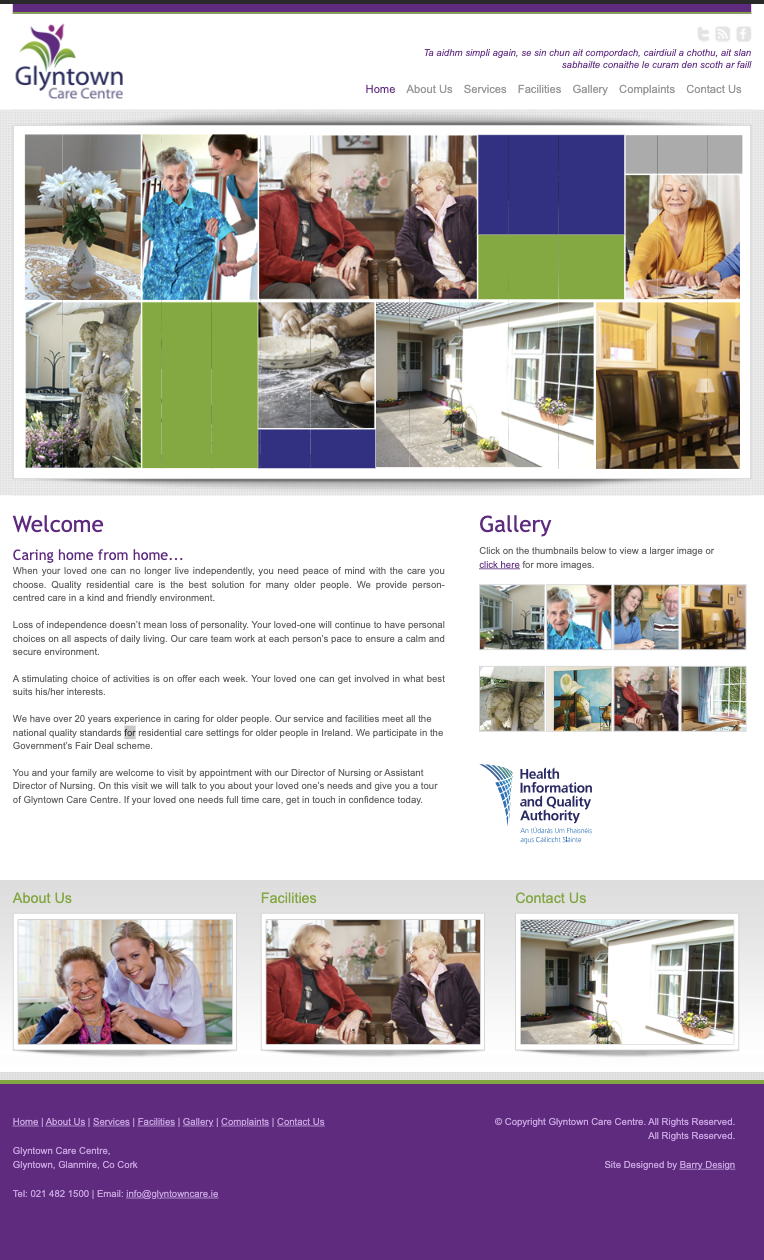 Glyntown
Care Centre
Ta aidhm simpli again, se sin chun ait compordach, cairdiuil a chothu, ait slan
sabhailte conaithe le curam den scoth ar faill
Home About Us Services Facilities Gallery Complaints Contact Us
Welcome
Caring home from home...
When your loved one can no longer live independently, you need peace of mind with the care you
choose. Quality residential care is the best solution for many older people. We provide person-
centred care in a kind and friendly environment.
Loss of independence doesn't mean loss of personality. Your loved-one will continue to have personal
choices on all aspects of daily living. Our care team work at each person's pace to ensure a calm and
secure environment.
A stimulating choice of activities is on offer each week. Your loved one can get involved in what best
suits his/her interests.
We have over 20 years experience in caring for older people. Our service and facilities meet all the
national quality standards for residential care settings for older people in Ireland. We participate in the
Government's Fair Deal scheme.
You and your family are welcome to visit by appointment with our Director of Nursing or Assistant
Director of Nursing. On this visit we will talk to you about your loved one's needs and give you a tour
of Glyntown Care Centre. If your loved one needs full time care, get in touch in confidence today.
Gallery
Click on the thumbnails below to view a larger image or
click here for more images.
Health
Information
and Quality
Authority
An tÚdarás Um Fhaisnéis
agus Cáilíocht Sláinte
About Us
Facilities
Contact Us
Home | About Us | Services | Facilities | Gallery | Complaints | Contact Us
Glyntown Care Centre,
Glyntown, Glanmire, Co Cork
Tel: 021 482 1500 | Email: info@glyntowncare.ie
© Copyright Glyntown Care Centre. All Rights Reserved.
All Rights Reserved.
Site Designed by Barry Design